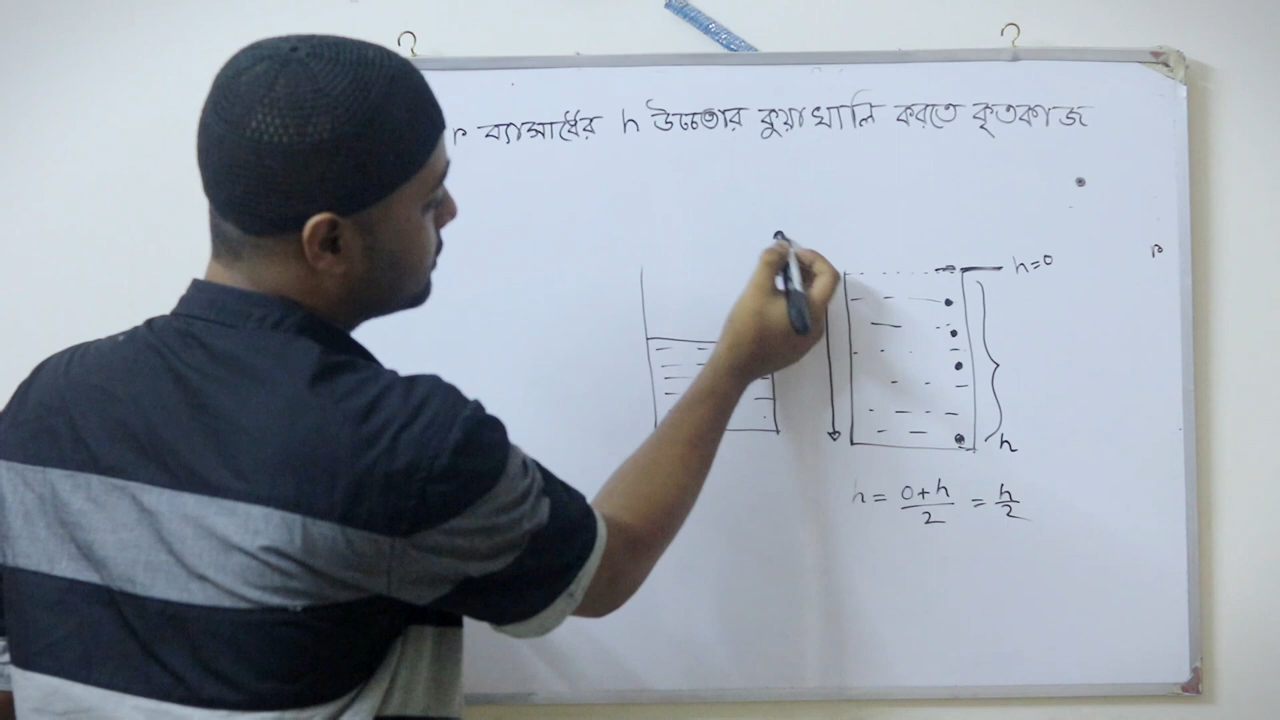 r ব্যাসার্ধের h উচ্চতার কুয়া খালি করতে কৃতকাজ
r
h=0
h
h = 0+h/2 = h/2